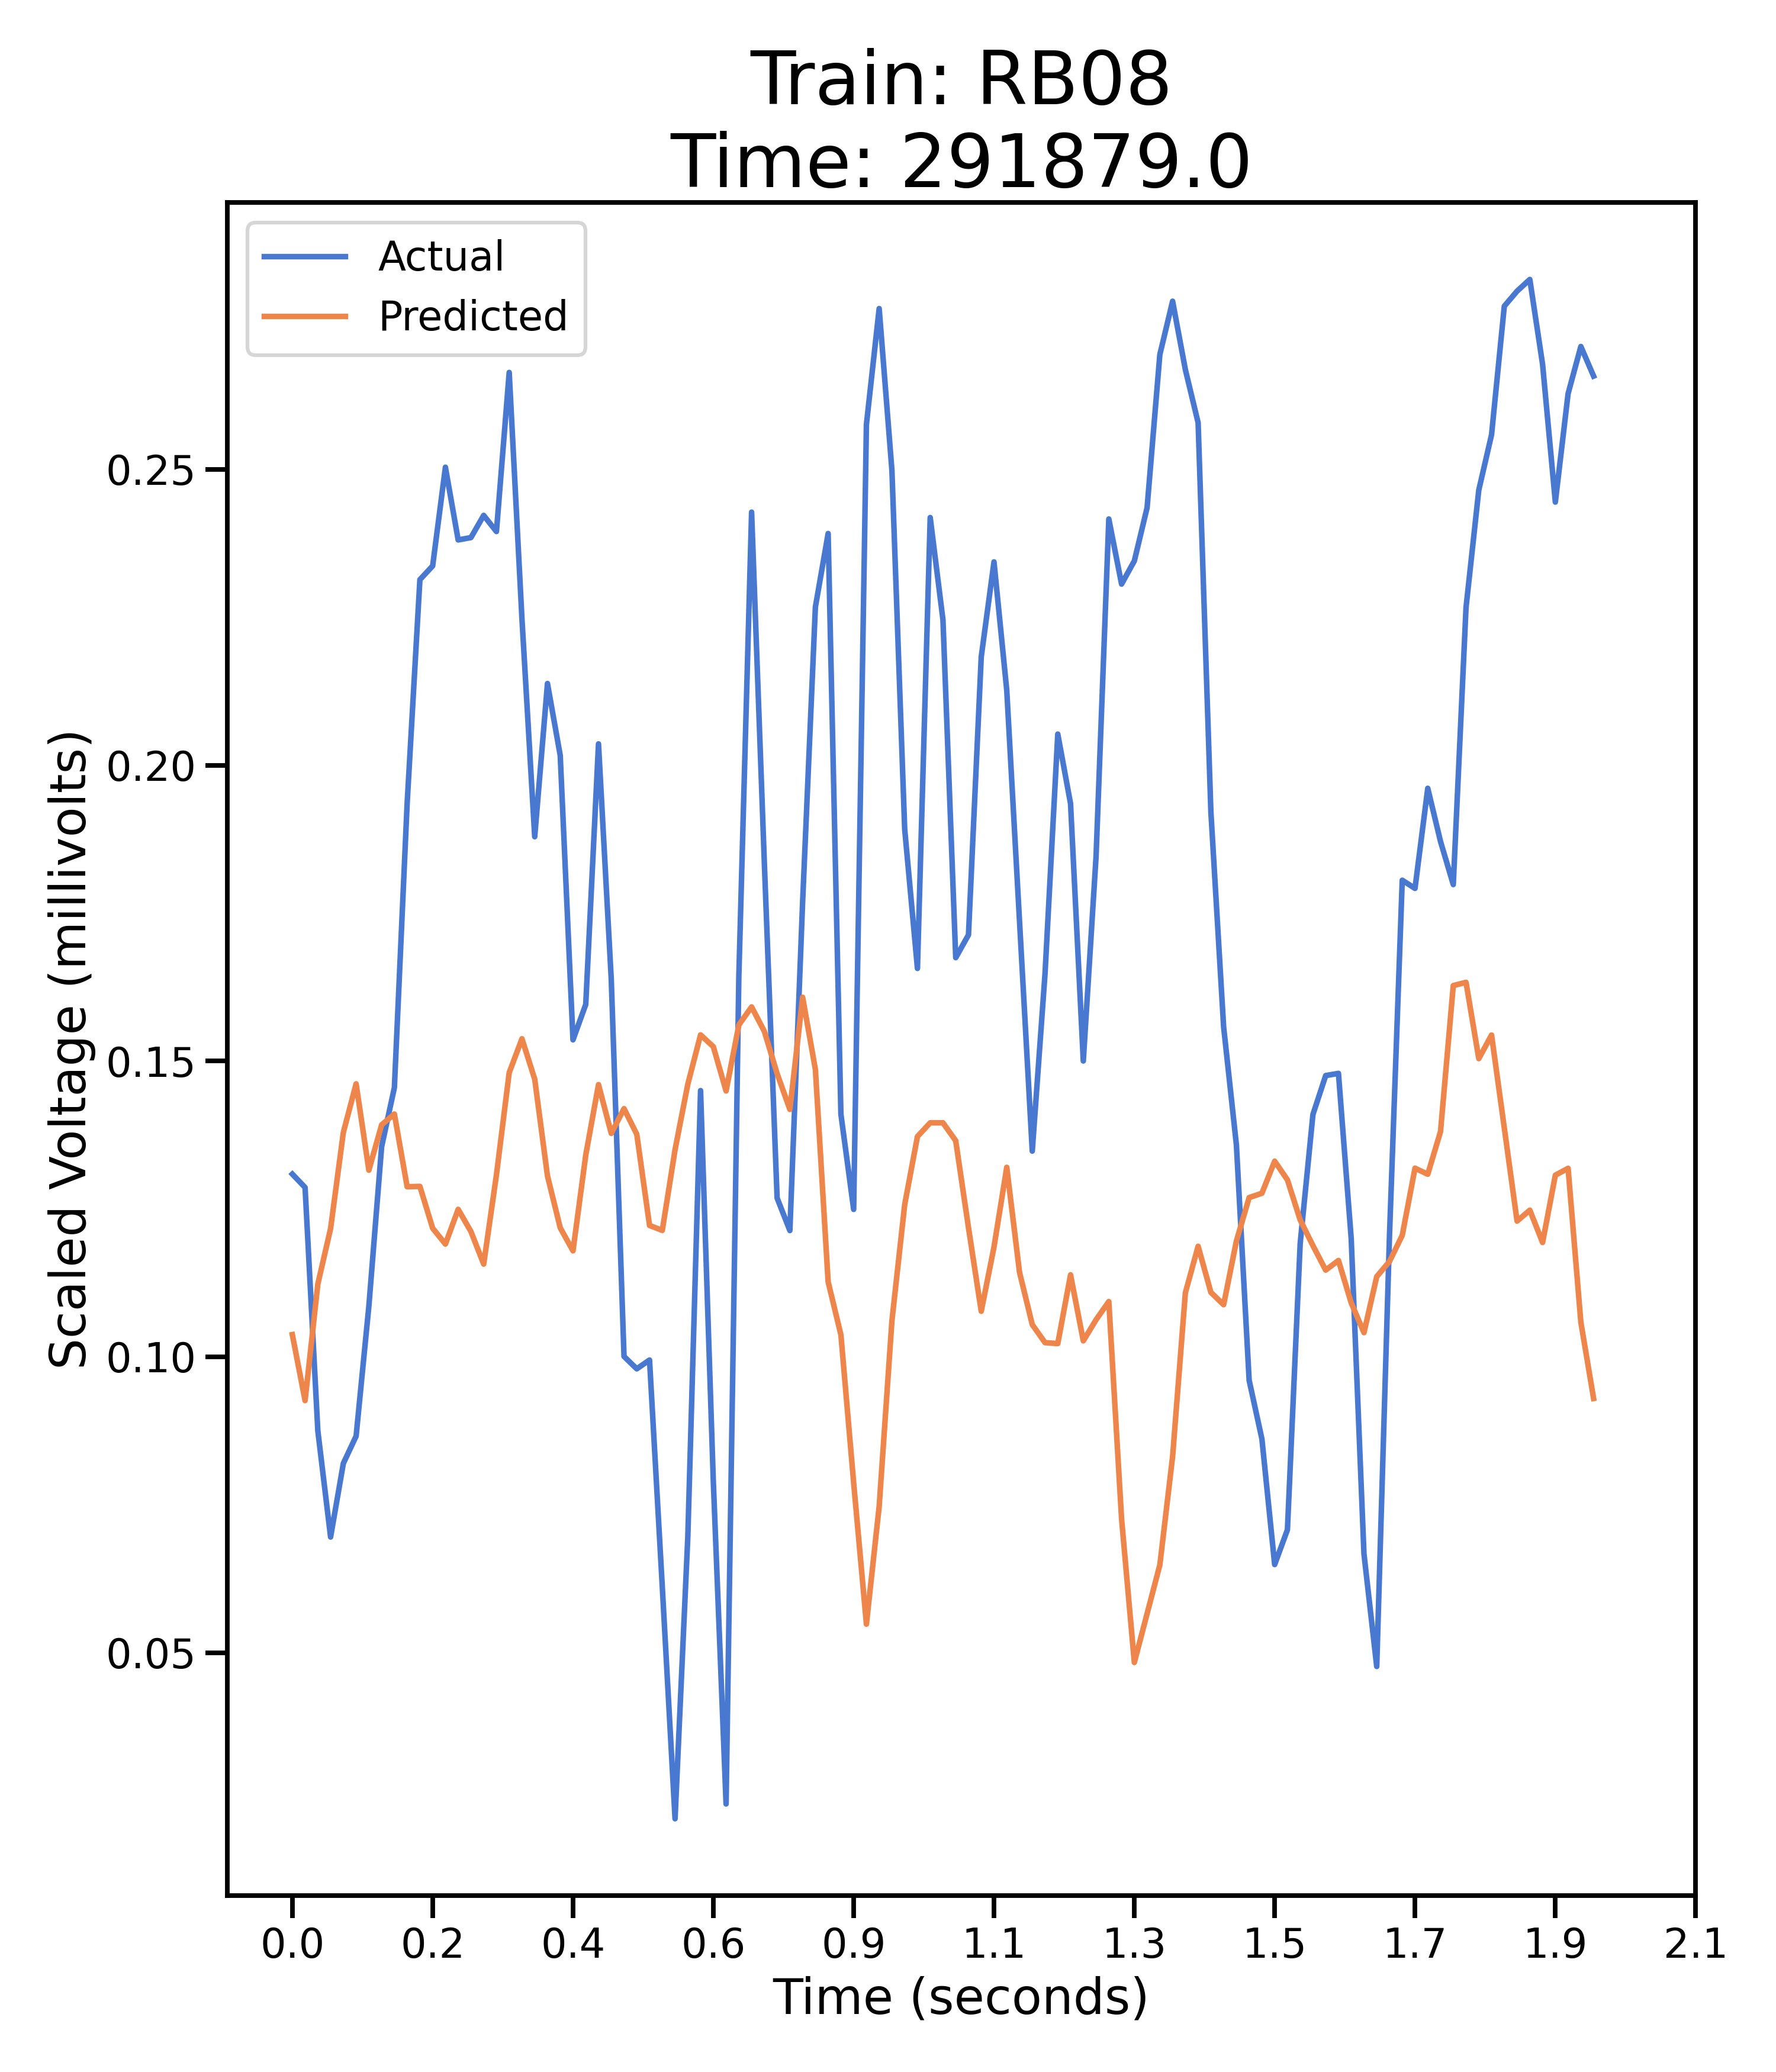 Train: RB08
Time: 291879.0
Actual
Predicted
Scaled Voltage (millivolts)
0.25
0.20
0.15
0.10
0.05
0.0 0.2 0.4 0.6 0.9 1.1 1.3 1.5 1.7 1.9 2.1
Time (seconds)